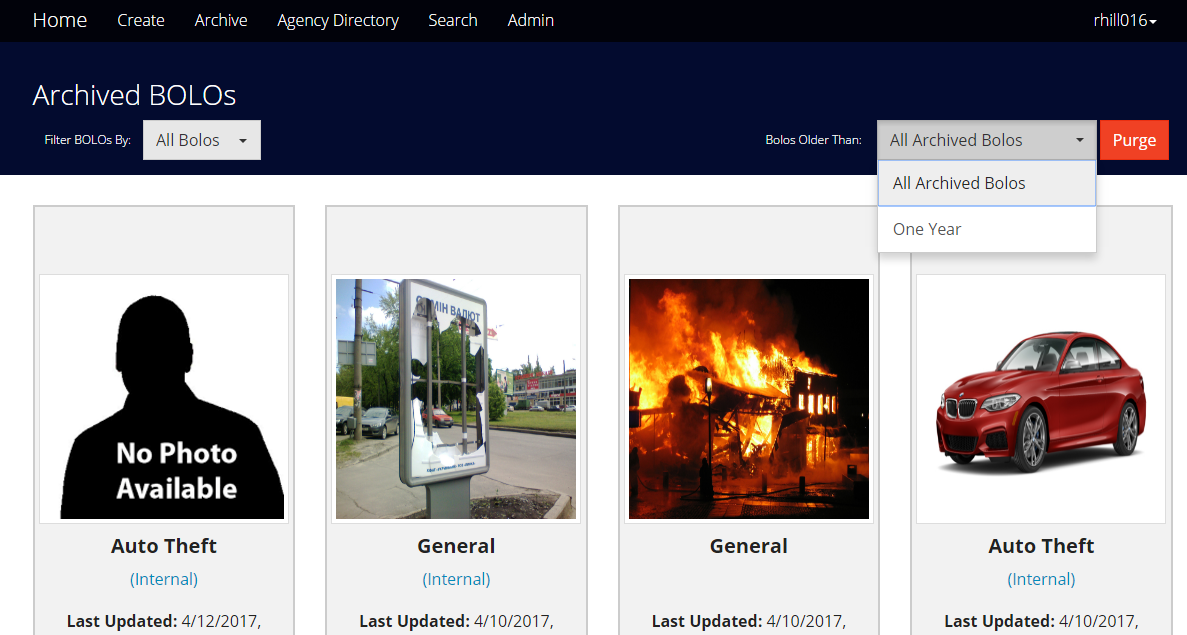 Home Create Archive Agency Directory Search Admin rhill016
Archived BOLOs
Filter BOLOs By: All Bolos Bolos Older Than: All Archived Bolos Purge
All Archived Bolos
One Year
No Photo
Available
ВАЛЮТ
Auto Theft General General Auto Theft
(Internal) (Internal) (Internal)
Last Updated: 4/12/2017, Last Updated: 4/10/2017, Last Updated: 4/10/2017, Last Updated: 4/10/2017,